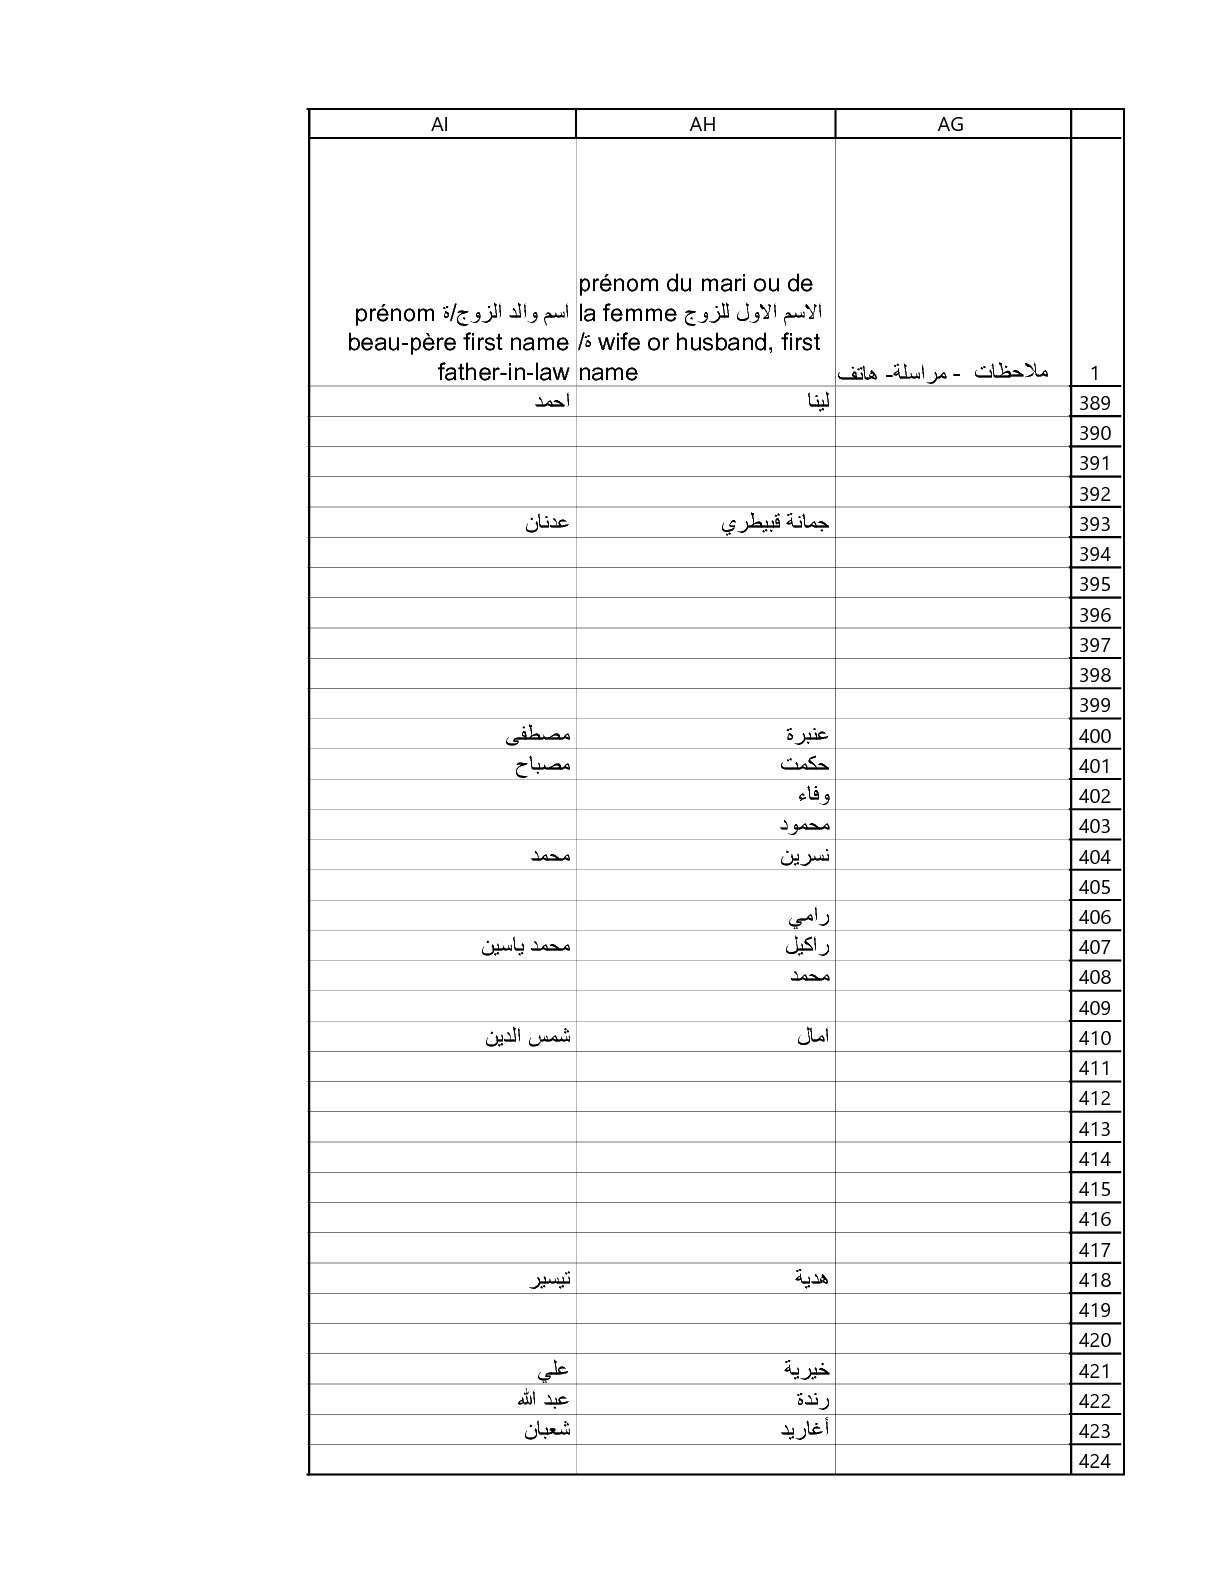 AI AH AG
prénom اسم والد الزوج/ة
beau-père first name
father-in-law
prénom du mari ou de
la femme الاسم الاول للزوج
/ة wife or husband, first
name
ملاحظات - مراسلة- هاتف
1
389 لينا احمد
390
391
392
393 جمانة قبيطري عدنان
394
395
396
397
398
399
400 عنبرة مصطفى
401 حكمت مصباح
402 وفاء
403 محمود
404 نسرين محمد
405
406 رامي
407 راكيل محمد ياسين
408 محمد
409
410 امال شمس الدين
411
412
413
414
415
416
417
418 هدية تيسير
419
420
421 خيرية علي
422 رندة عبد الله
423 أغاريد شعبان
424